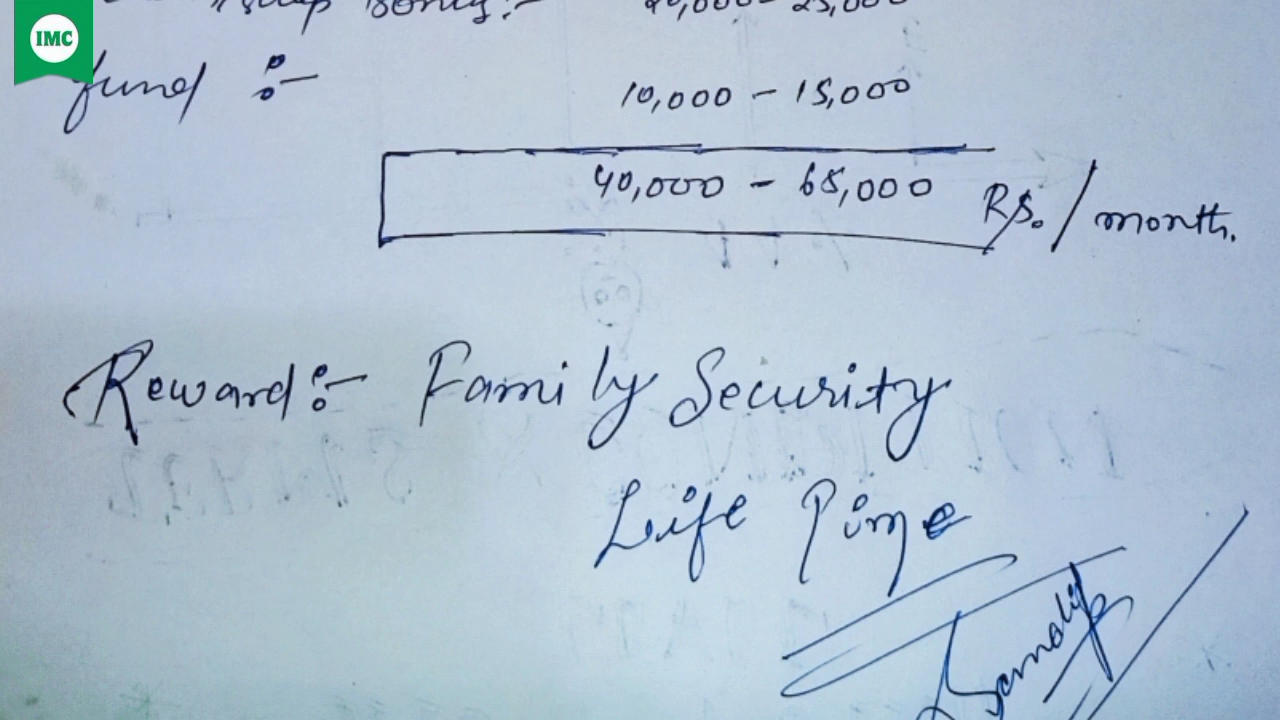 IMC
fund :-
10,000 - 15,000
40,000 - 65,000 Rs. / month.
Reward :- Family Security
Life Time